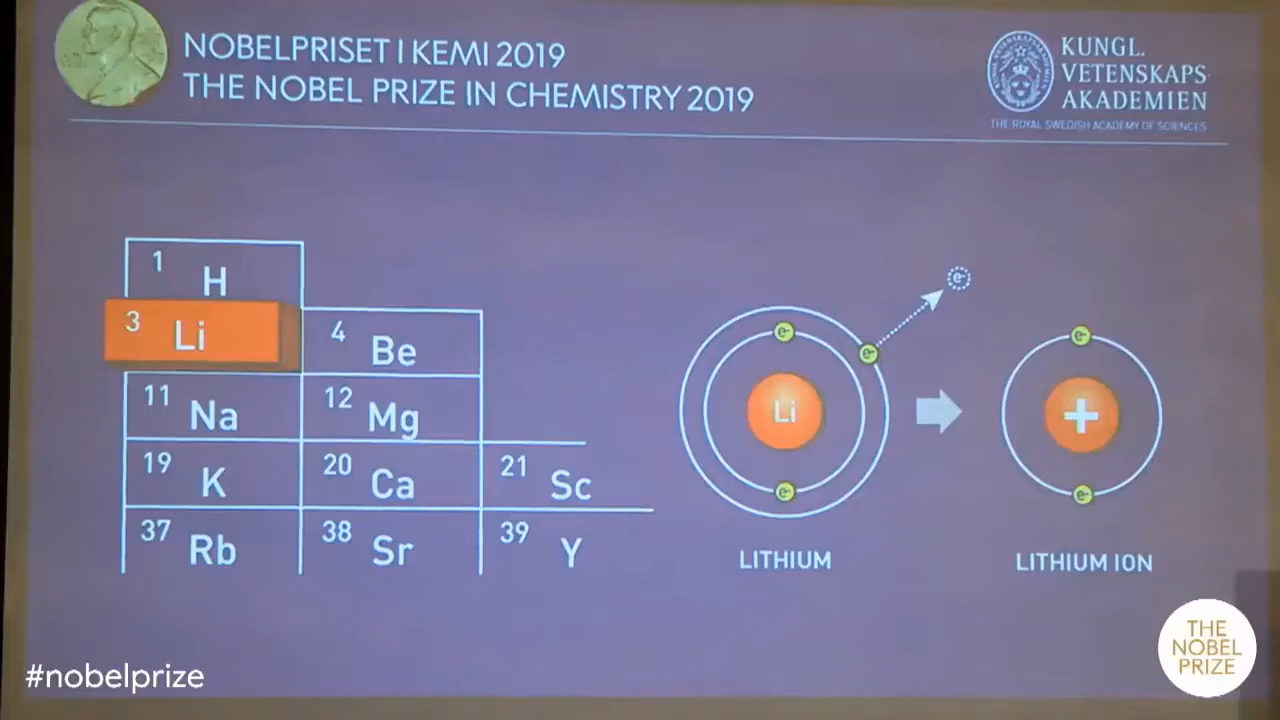 NOBELPRISET I KEMI 2019
THE NOBEL PRIZE IN CHEMISTRY 2019
KUNGL.
VETENSKAPS
AKADEMIEN
THE ROYAL SWEDISH ACADEMY OF SCIENCES
1 H
3 Li
4 Be
11 Na
12 Mg
19 K
20 Ca
21 Sc
37 Rb
38 Sr
39 Y
e-
e-
e-
Li
e-
e-
+
e-
LITHIUM
LITHIUM ION
THE
NOBEL
PRIZE
#nobelprize